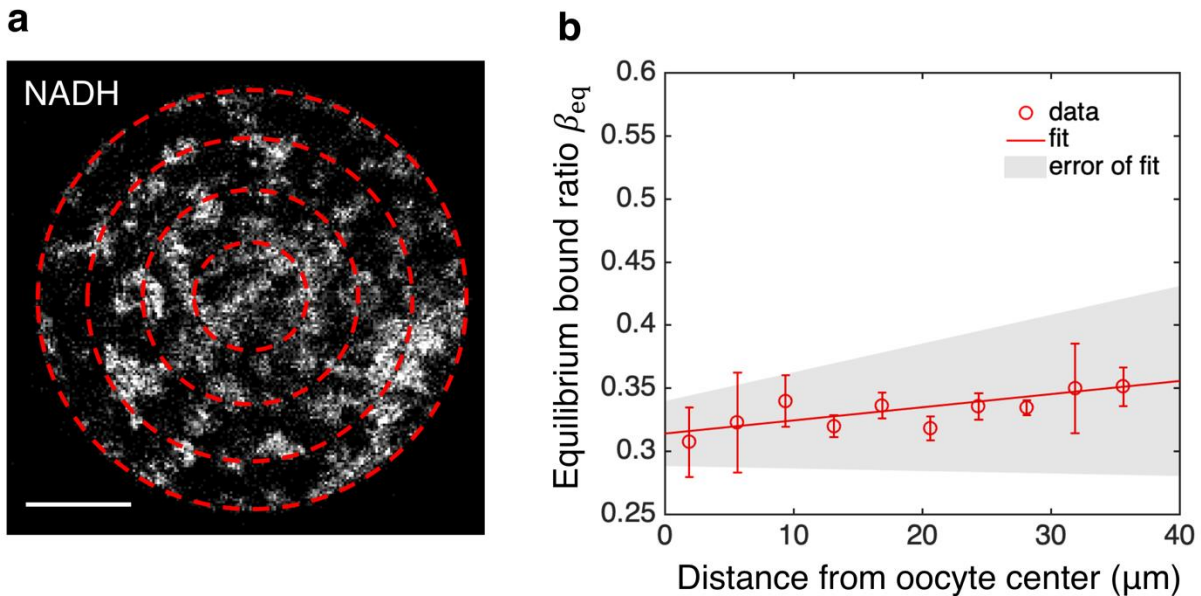 a
NADH
b
Equilibrium bound ratio βeq
0.6
0.55
0.5
0.45
0.4
0.35
0.3
0.25
data
fit
error of fit
0 10 20 30 40
Distance from oocyte center (μm)